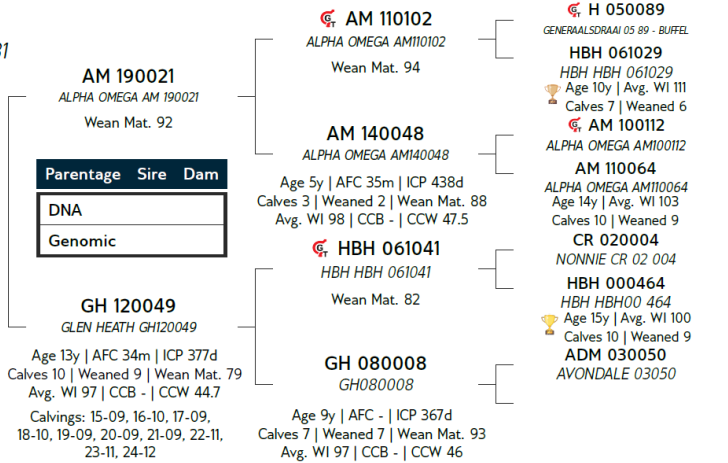 31
AM 190021
ALPHA OMEGA AM 190021
Wean Mat. 92
Parentage Sire Dam
DNA
Genomic
GH 120049
GLEN HEATH GH120049
Age 13y | AFC 34m | ICP 377d
Calves 10 | Weaned 9 | Wean Mat. 79
Avg. WI 97 | CCB - | CCW 44.7
Calvings: 15-09, 16-10, 17-09,
18-10, 19-09, 20-09, 21-09, 22-11,
23-11, 24-12
GT AM 110102
ALPHA OMEGA AM110102
Wean Mat. 94
AM 140048
ALPHA OMEGA AM140048
Age 5y | AFC 35m | ICP 438d
Calves 3 | Weaned 2 | Wean Mat. 88
Avg. WI 98 | CCB - | CCW 47.5
GT HBH 061041
HBH HBH 061041
Wean Mat. 82
GH 080008
GH080008
Age 9y | AFC - | ICP 367d
Calves 7 | Weaned 7 | Wean Mat. 93
Avg. WI 97 | CCB - | CCW 46
GT H 050089
GENERAALSDRAAI 05 89 - BUFFEL
HBH 061029
HBH HBH 061029
Age 10y | Avg. WI 111
Calves 7 | Weaned 6
GT AM 100112
ALPHA OMEGA AM100112
AM 110064
ALPHA OMEGA AM110064
Age 14y | Avg. WI 103
Calves 10 | Weaned 9
CR 020004
NONNIE CR 02 004
HBH 000464
HBH HBH00 464
Age 15y | Avg. WI 100
Calves 10 | Weaned 9
ADM 030050
AVONDALE 03050